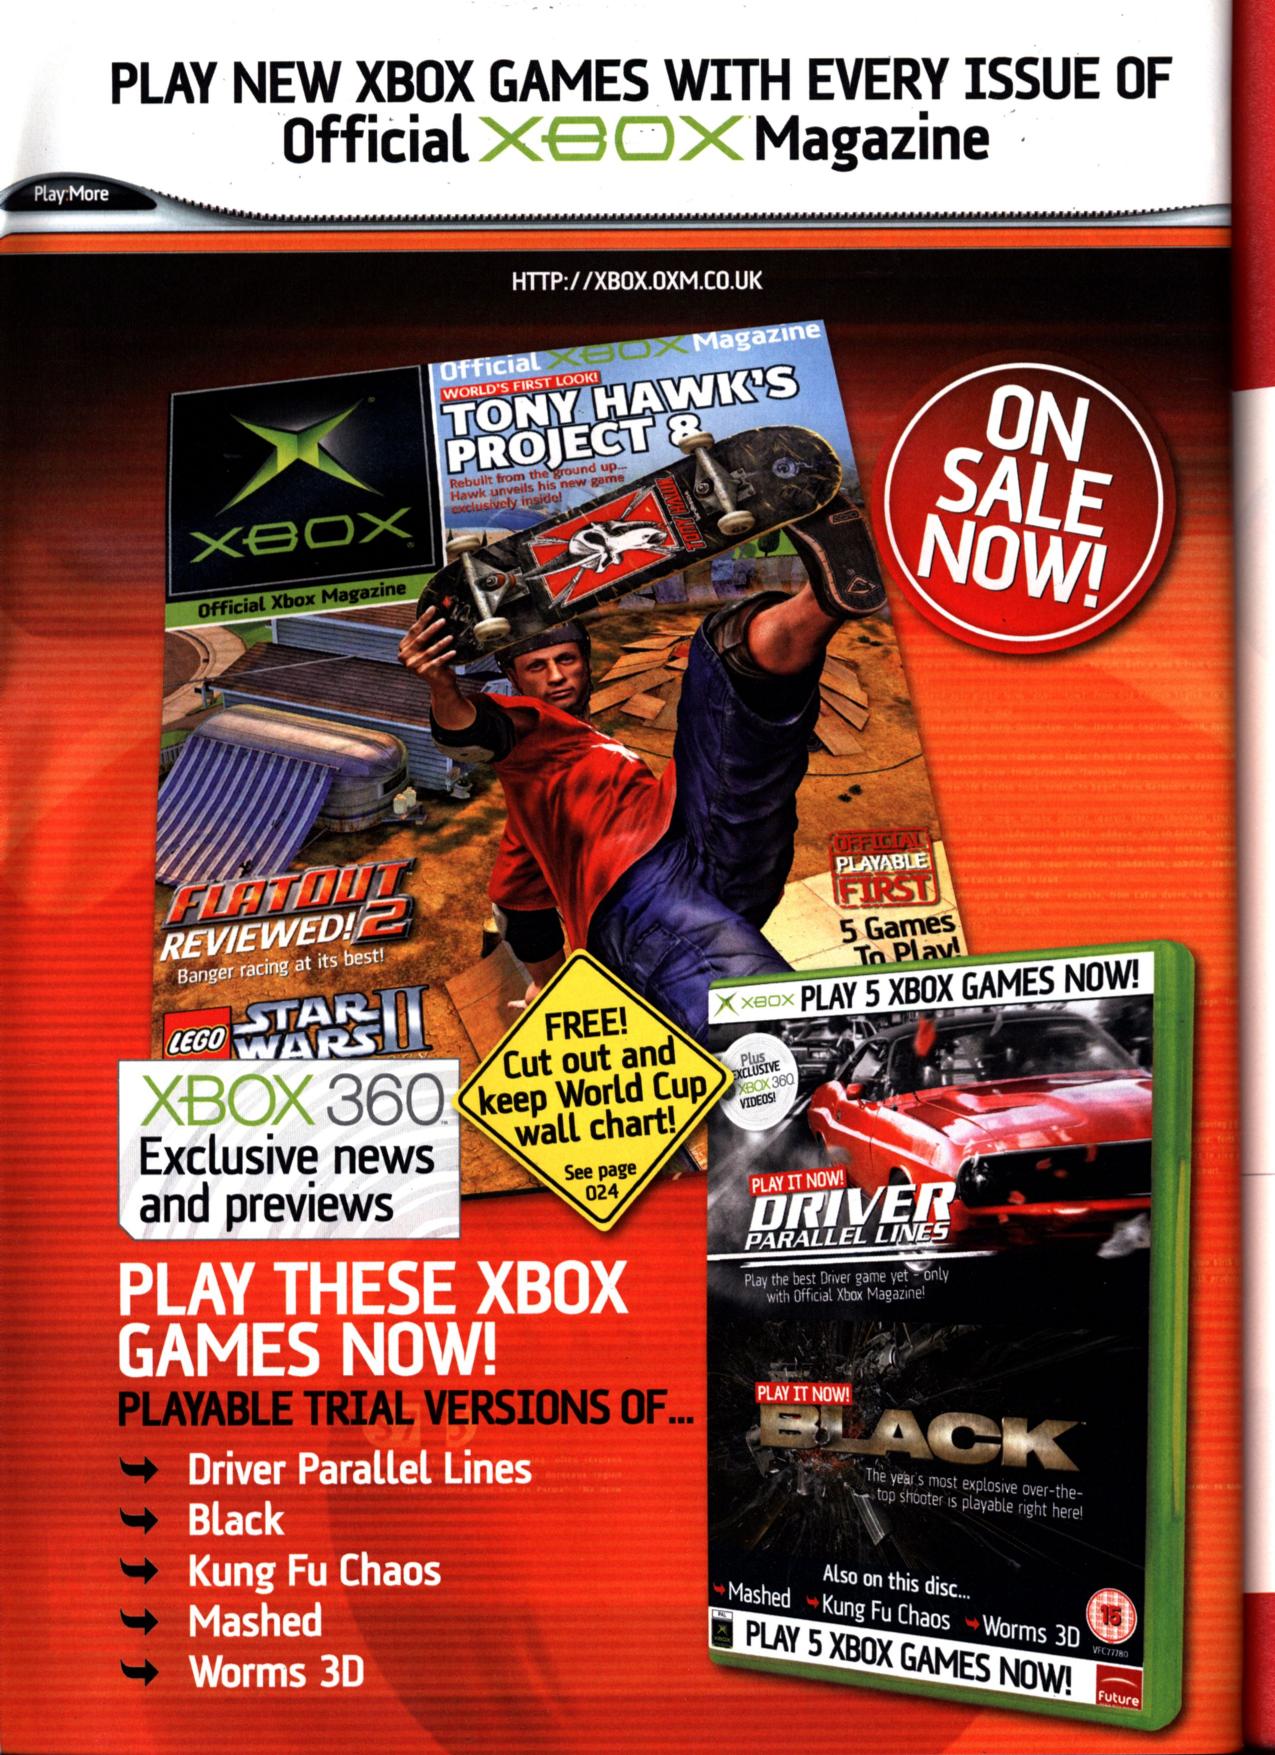 PLAY NEW XBOX GAMES WITH EVERY ISSUE OF
Official XBOX Magazine
Play:More
HTTP://XBOX.OXM.CO.UK
Official XBOX Magazine
WORLD'S FIRST LOOK!
TONY HAWK'S
PROJECT 8
Rebuilt from the ground up...
Hawk unveils his new game
exclusively inside!
XBOX
Official Xbox Magazine
TONY HAWK
ON
SALE
NOW!
FLATOUT 2
REVIEWED!
Banger racing at its best!
LEGO STAR WARS II
OFFICIAL
PLAYABLE
FIRST
5 Games
To Play!
XBOX 360
Exclusive news
and previews
FREE!
Cut out and
keep World Cup
wall chart!
See page
024
XBOX PLAY 5 XBOX GAMES NOW!
Plus
EXCLUSIVE
XBOX 360
VIDEOS!
PLAY IT NOW!
DRIVER
PARALLEL LINES
Play the best Driver game yet - only
with Official Xbox Magazine!
PLAY IT NOW!
BLACK
The year's most explosive over-the-
top shooter is playable right here!
Also on this disc...
Mashed Kung Fu Chaos Worms 3D
15
VFC77780
PAL
XBOX
PLAY 5 XBOX GAMES NOW!
Future
PLAY THESE XBOX
GAMES NOW!
PLAYABLE TRIAL VERSIONS OF...
Driver Parallel Lines
Black
Kung Fu Chaos
Mashed
Worms 3D